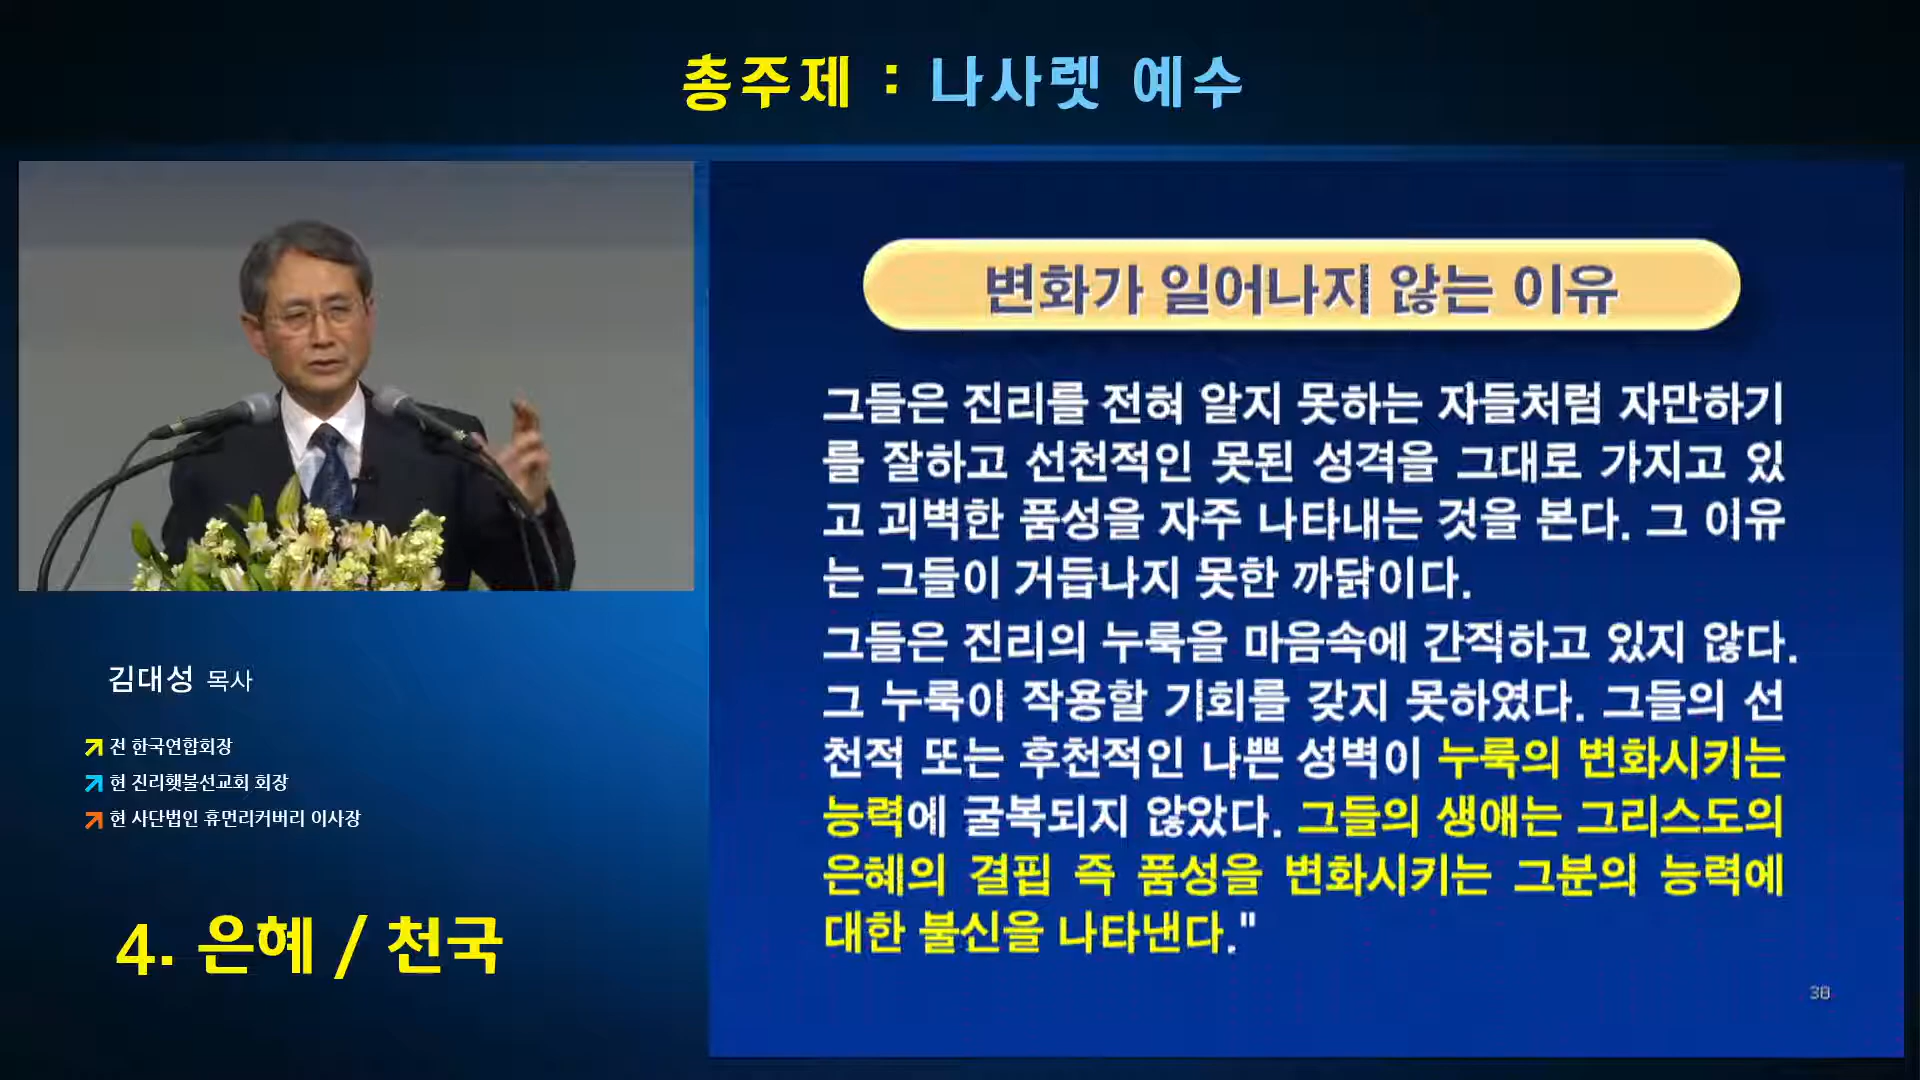 총주제 : 나사렛 예수
변화가 일어나지 않는 이유
그들은 진리를 전혀 알지 못하는 자들처럼 자만하기
를 잘하고 선천적인 못된 성격을 그대로 가지고 있
고 괴벽한 품성을 자주 나타내는 것을 본다. 그 이유
는 그들이 거듭나지 못한 까닭이다.
그들은 진리의 누룩을 마음속에 간직하고 있지 않다.
그 누룩이 작용할 기회를 갖지 못하였다. 그들의 선
천적 또는 후천적인 나쁜 성벽이 누룩의 변화시키는
능력에 굴복되지 않았다. 그들의 생애는 그리스도의
은혜의 결핍 즉 품성을 변화시키는 그분의 능력에
대한 불신을 나타낸다."
38
김대성 목사
전 한국연합회장
현 진리횃불선교회 회장
현 사단법인 휴먼리커버리 이사장
4. 은혜 / 천국